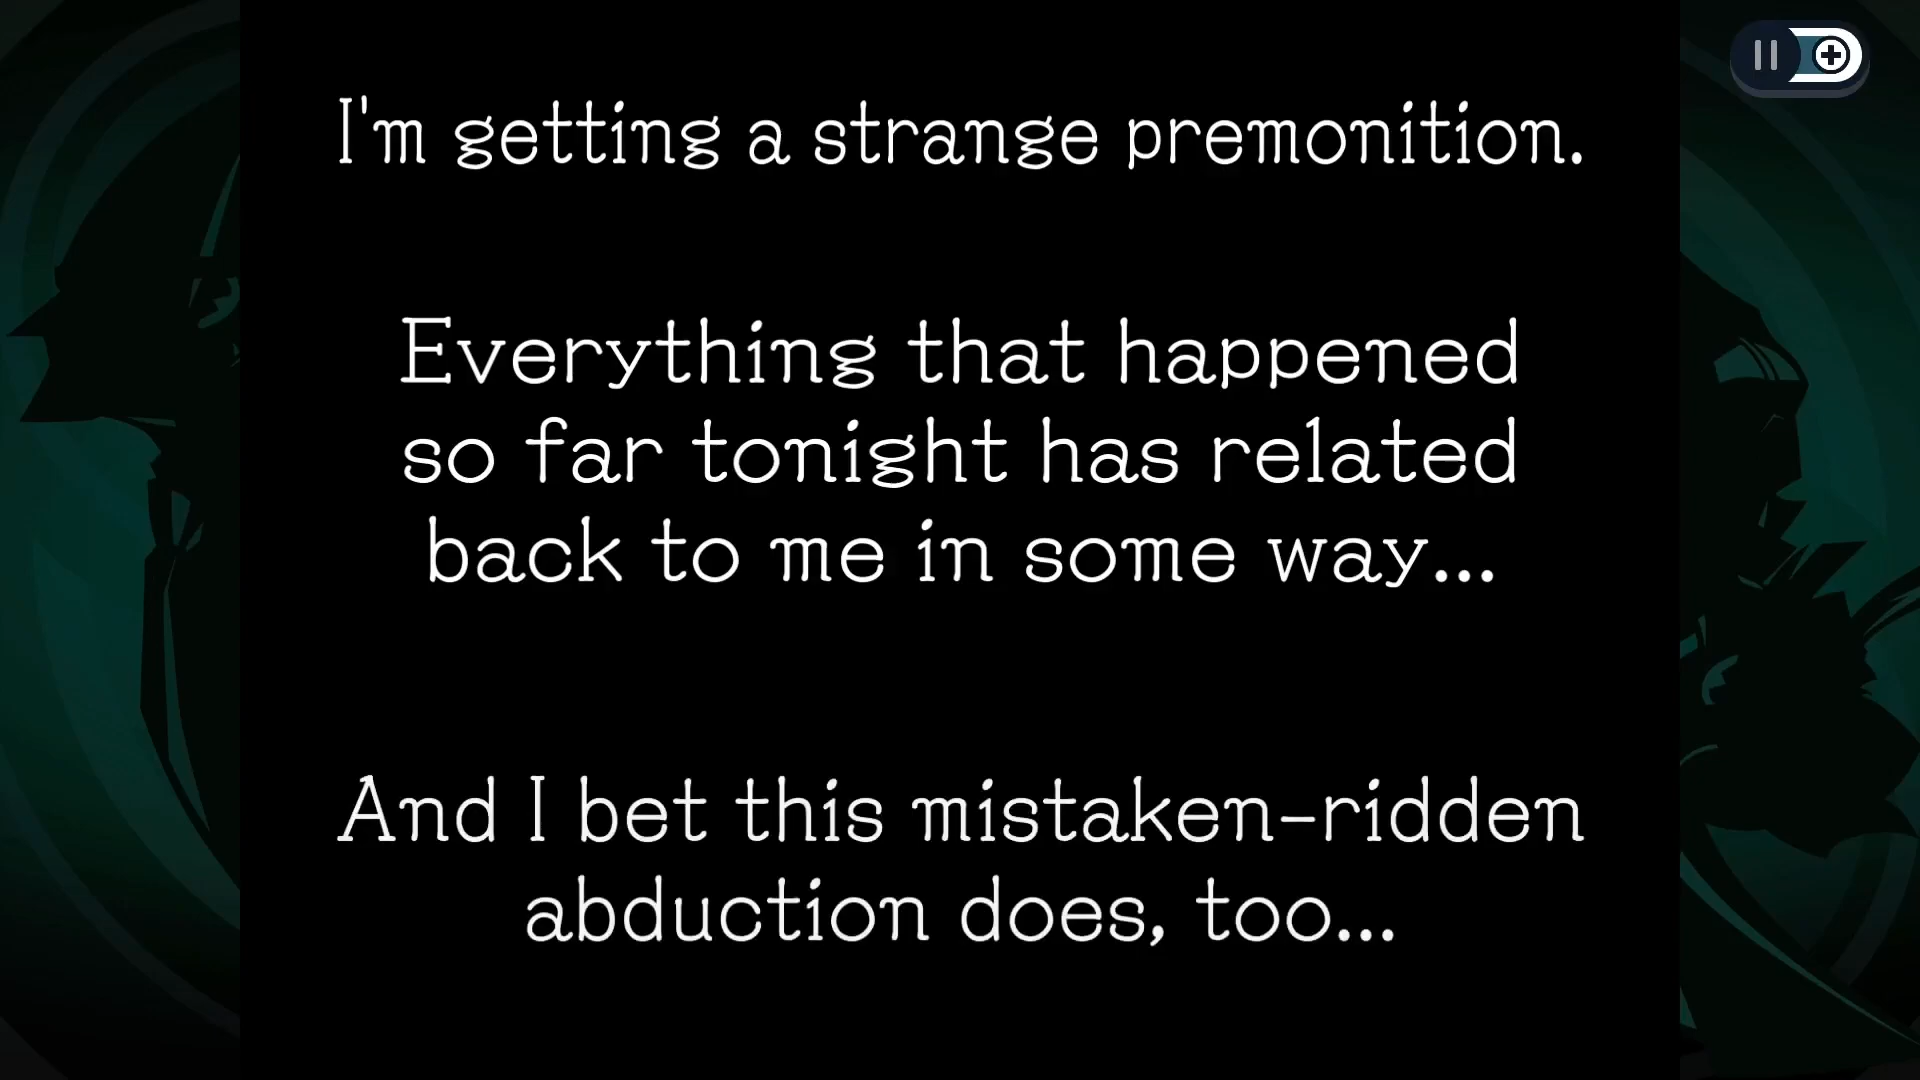 I'm getting a strange premonition.
Everything that happened
so far tonight has related
back to me in some way...
And I bet this mistaken-ridden
abduction does, too...